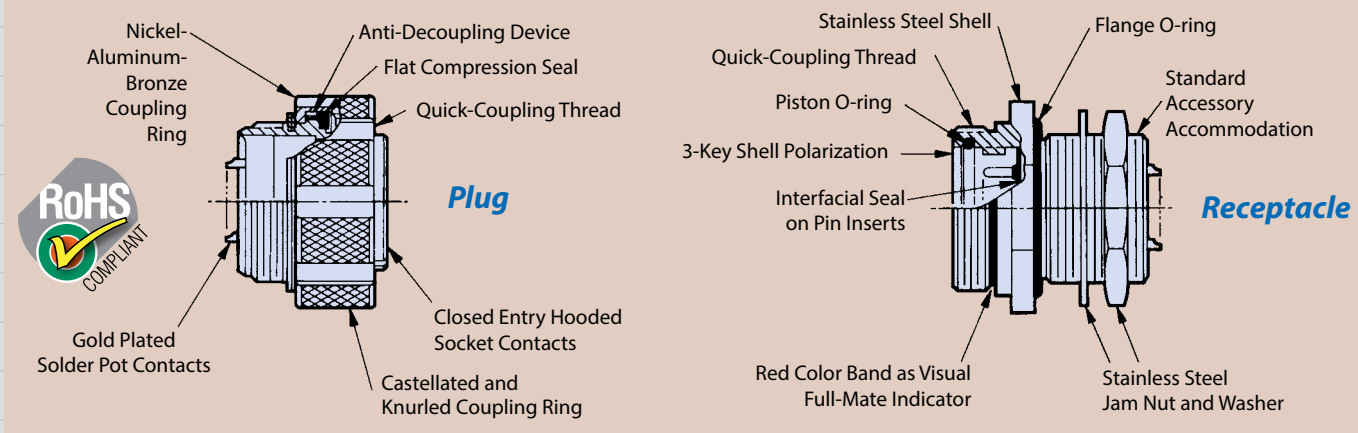 Nickel-
Aluminum-
Bronze
Coupling
Ring
Anti-Decoupling Device
Flat Compression Seal
Quick-Coupling Thread
RoHS
COMPLIANT
Plug
Gold Plated
Solder Pot Contacts
Closed Entry Hooded
Socket Contacts
Castellated and
Knurled Coupling Ring
Stainless Steel Shell
Flange O-ring
Quick-Coupling Thread
Piston O-ring
Standard
Accessory
Accommodation
3-Key Shell Polarization
Interfacial Seal
on Pin Inserts
Receptacle
Red Color Band as Visual
Full-Mate Indicator
Stainless Steel
Jam Nut and Washer